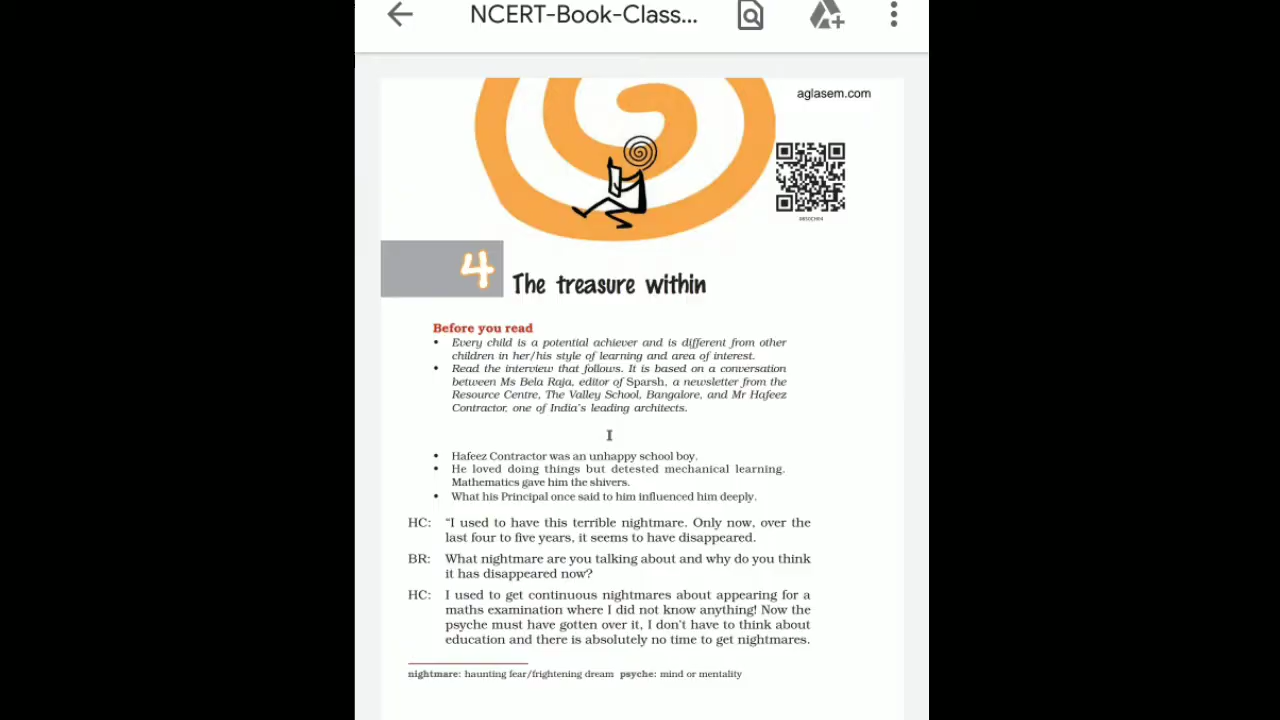 NCERT-Book-Class...
aglasem.com
4
The treasure within
Before you read
• Every child is a potential achiever and is different from other
children in her/his style of learning and area of interest.
• Read the interview that follows. It is based on a conversation
between Ms Bela Raja, editor of Sparsh, a newsletter from the
Resource Centre, The Valley School, Bangalore, and Mr Hafeez
Contractor, one of India's leading architects.
I
• Hafeez Contractor was an unhappy school boy.
• He loved doing things but detested mechanical learning.
Mathematics gave him the shivers.
• What his Principal once said to him influenced him deeply.
HC: “I used to have this terrible nightmare. Only now, over the
last four to five years, it seems to have disappeared.
BR: What nightmare are you talking about and why do you think
it has disappeared now?
HC: I used to get continuous nightmares about appearing for a
maths examination where I did not know anything! Now the
psyche must have gotten over it, I don't have to think about
education and there is absolutely no time to get nightmares.
nightmare: haunting fear/frightening dream psyche: mind or mentality